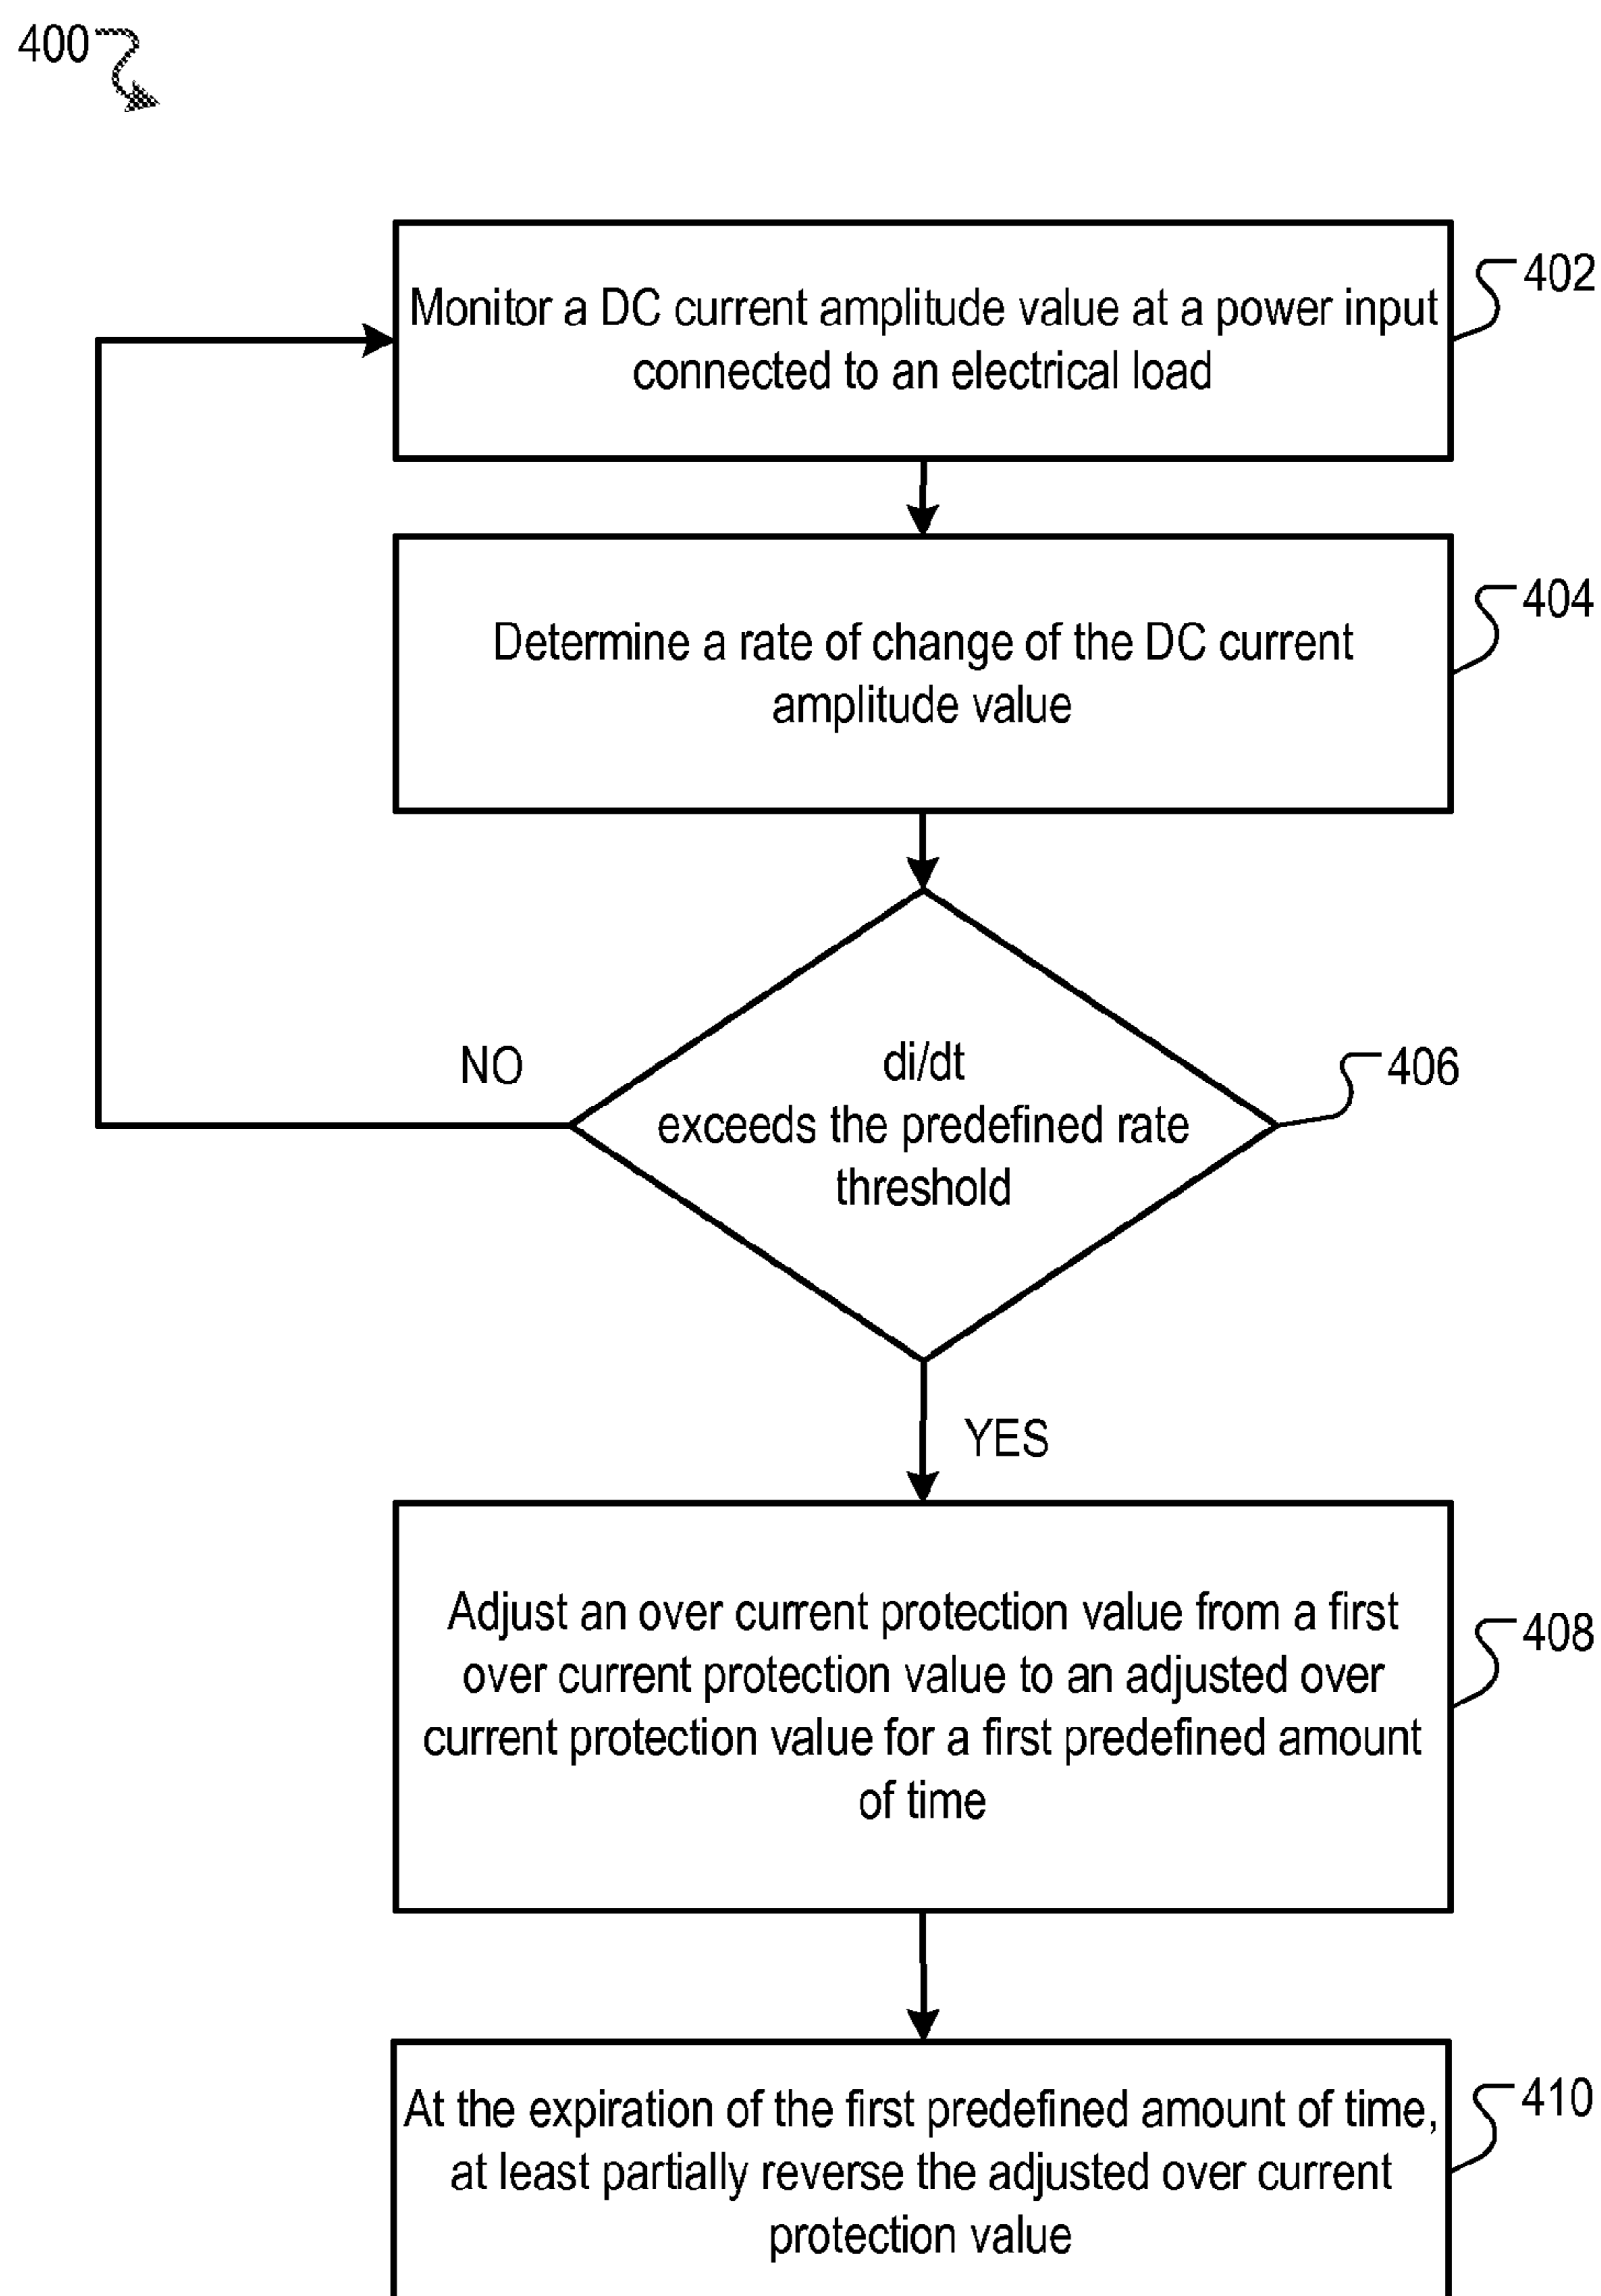 400
Monitor a DC current amplitude value at a power input
connected to an electrical load
402
Determine a rate of change of the DC current
amplitude value
404
di/dt
exceeds the predefined rate
threshold
406
NO
YES
Adjust an over current protection value from a first
over current protection value to an adjusted over
current protection value for a first predefined amount
of time
408
At the expiration of the first predefined amount of time,
at least partially reverse the adjusted over current
protection value
410